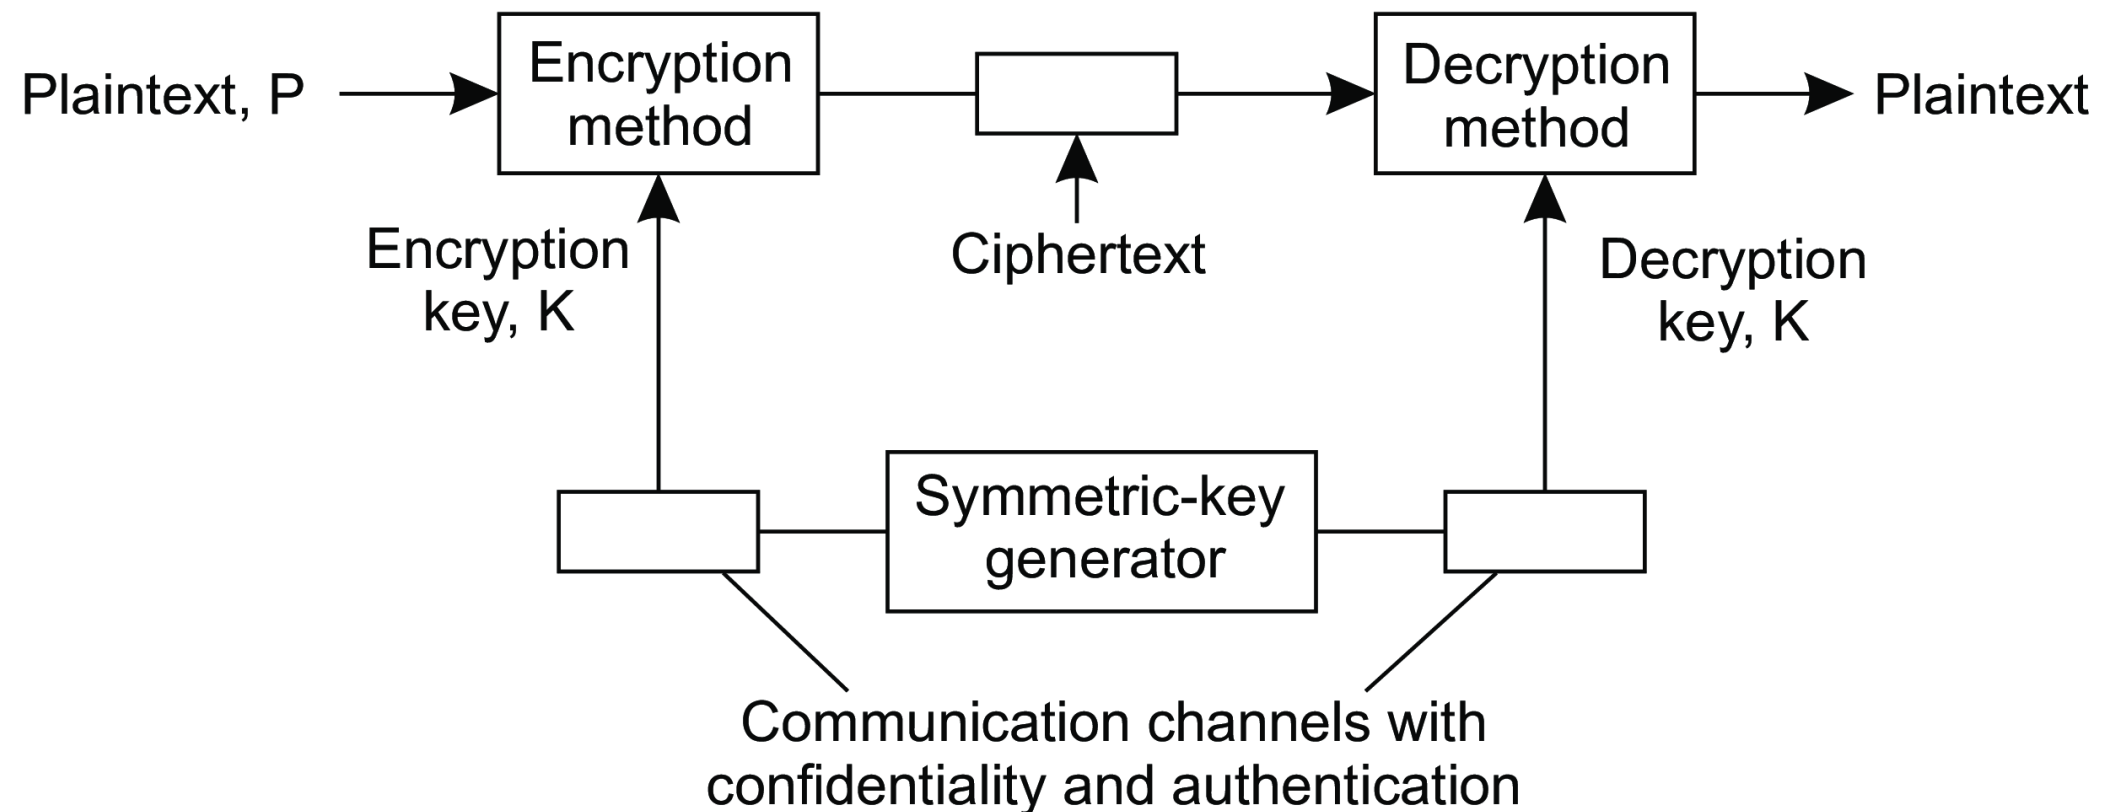 Plaintext, P
Encryption
method
Decryption
method
Plaintext
Encryption
key, K
Ciphertext
Decryption
key, K
Symmetric-key
generator
Communication channels with
confidentiality and authentication